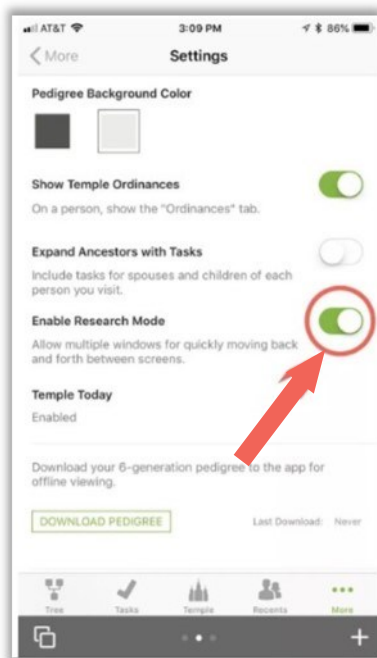 AT&T 3:09 PM 86%
More Settings
Pedigree Background Color
Show Temple Ordinances
On a person, show the "Ordinances" tab.
Expand Ancestors with Tasks
Include tasks for spouses and children of each
person you visit.
Enable Research Mode
Allow multiple windows for quickly moving back
and forth between screens.
Temple Today
Enabled
Download your 6-generation pedigree to the app for
offline viewing.
DOWNLOAD PEDIGREE Last Download: Never
Tree Tasks Temple Recents More